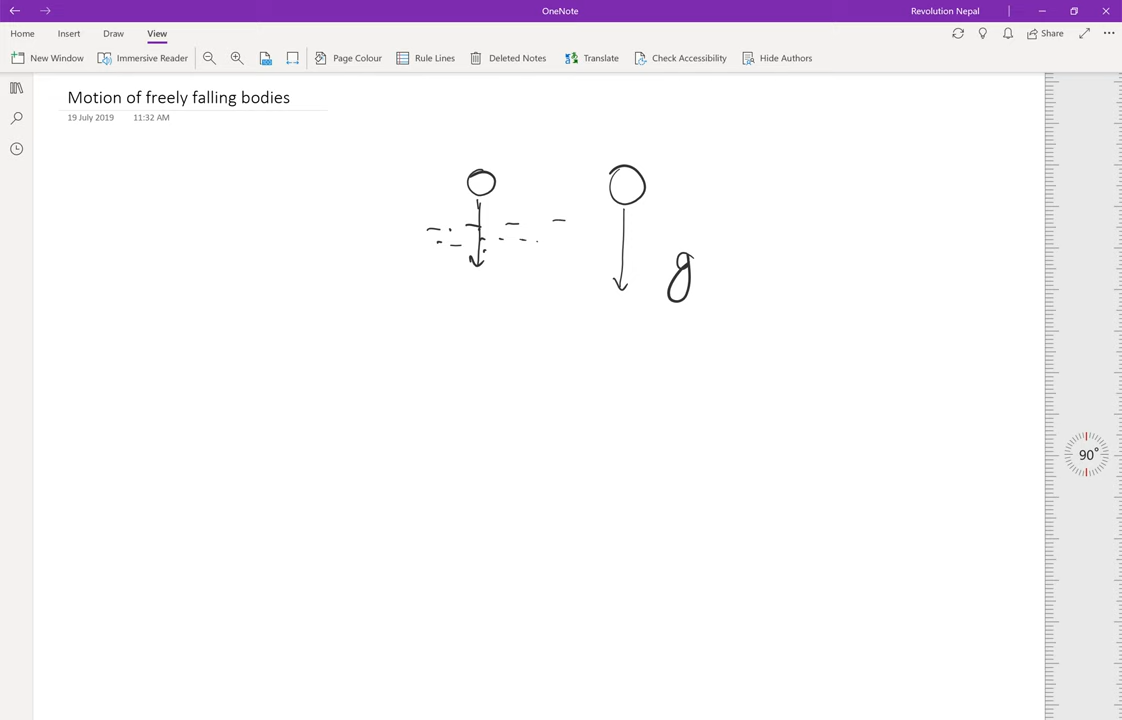 OneNote
Revolution Nepal
Home Insert Draw View
Share
New Window Immersive Reader Page Colour Rule Lines Deleted Notes Translate Check Accessibility Hide Authors
Motion of freely falling bodies
19 July 2019 11:32 AM
g
90°